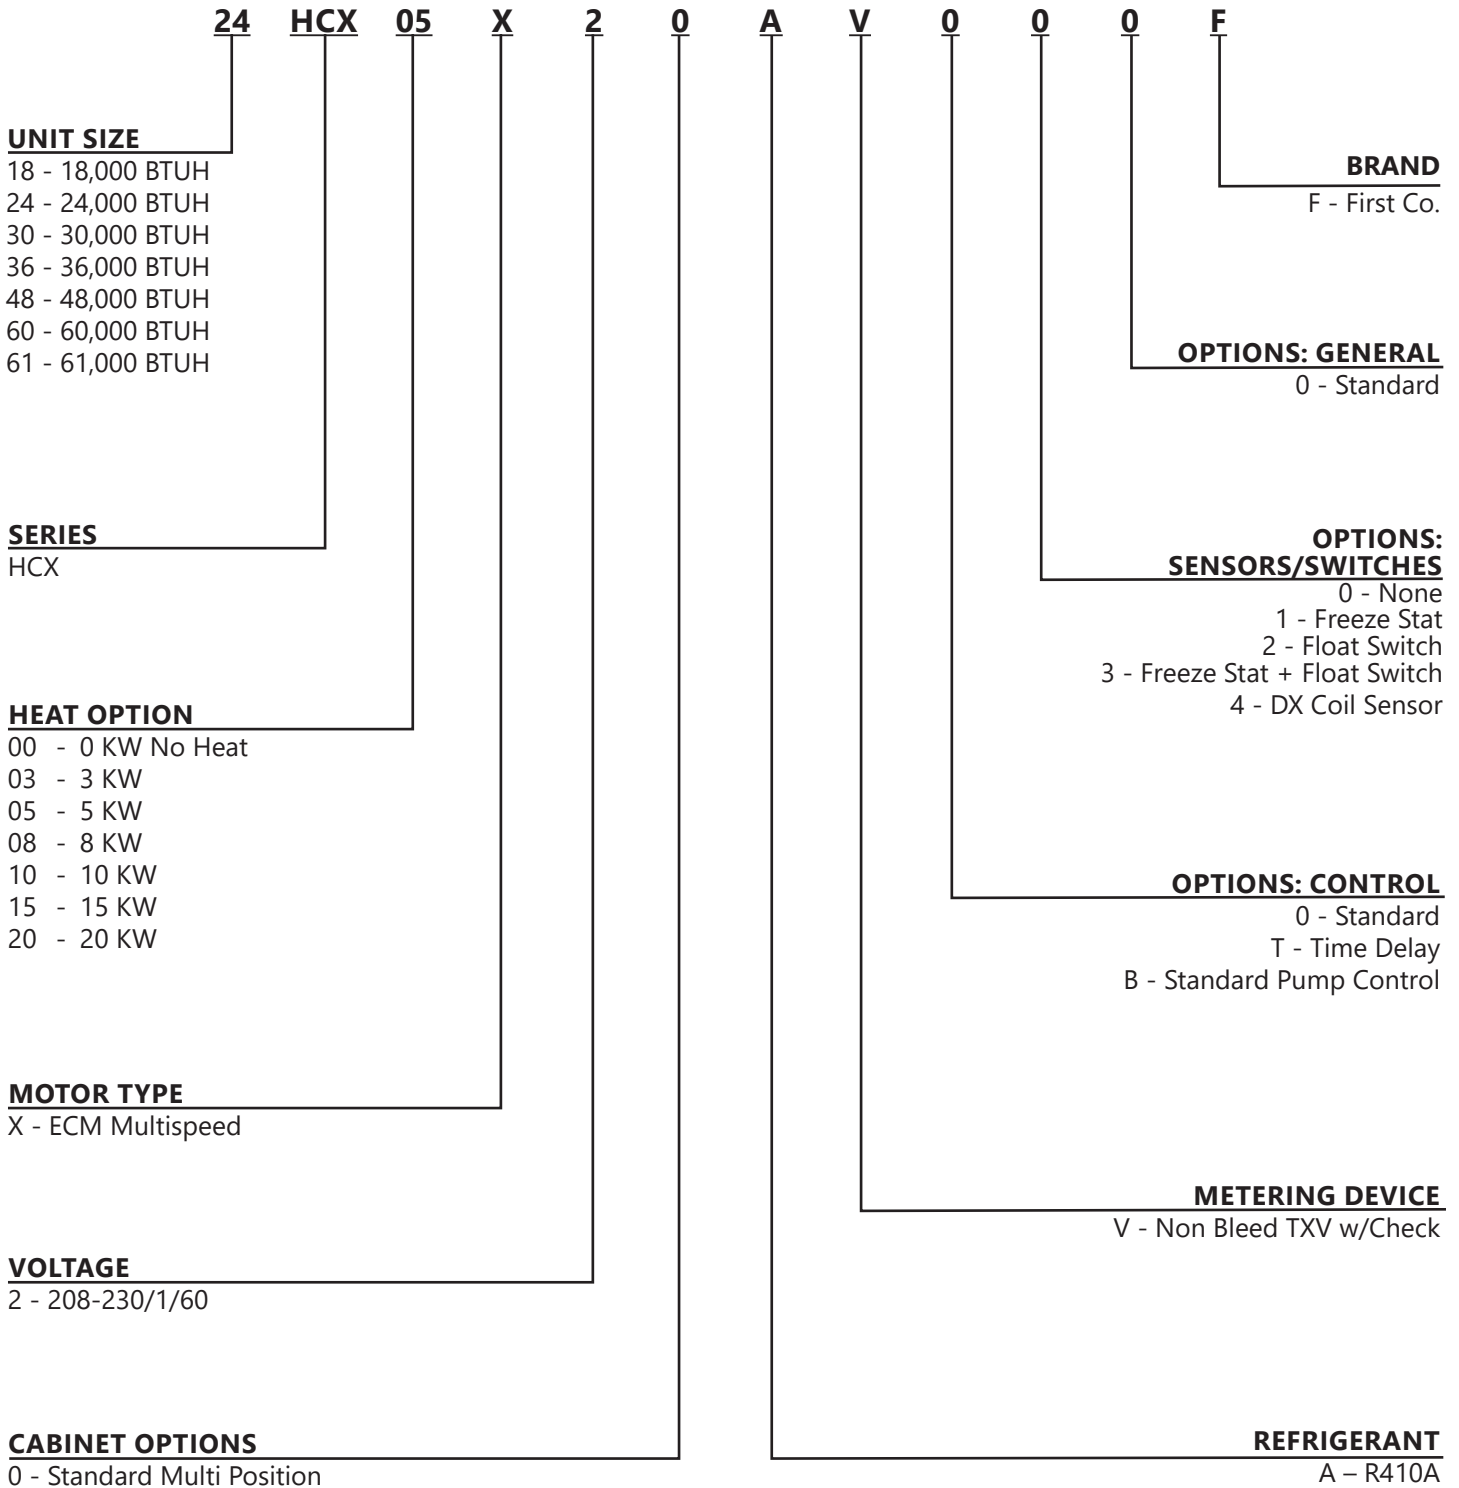 24 HCX 05 X 2 0 A V 0 0 0 F
UNIT SIZE
18 - 18,000 BTUH
24 - 24,000 BTUH
30 - 30,000 BTUH
36 - 36,000 BTUH
48 - 48,000 BTUH
60 - 60,000 BTUH
61 - 61,000 BTUH
SERIES
HCX
HEAT OPTION
00 - 0 KW No Heat
03 - 3 KW
05 - 5 KW
08 - 8 KW
10 - 10 KW
15 - 15 KW
20 - 20 KW
MOTOR TYPE
X - ECM Multispeed
VOLTAGE
2 - 208-230/1/60
CABINET OPTIONS
0 - Standard Multi Position
BRAND
F - First Co.
OPTIONS: GENERAL
0 - Standard
OPTIONS:
SENSORS/SWITCHES
0 - None
1 - Freeze Stat
2 - Float Switch
3 - Freeze Stat + Float Switch
4 - DX Coil Sensor
OPTIONS: CONTROL
0 - Standard
T - Time Delay
B - Standard Pump Control
METERING DEVICE
V - Non Bleed TXV w/Check
REFRIGERANT
A – R410A